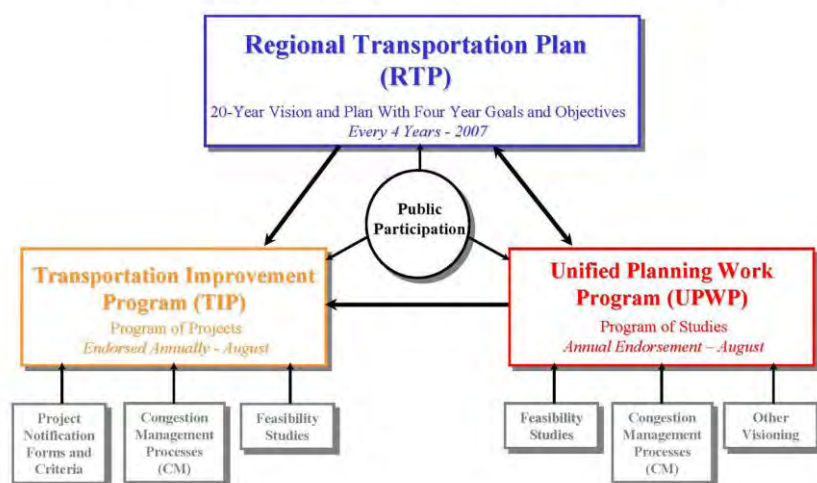 Regional Transportation Plan
(RTP)
20-Year Vision and Plan With Four Year Goals and Objectives
Every 4 Years - 2007
Public
Participation
Transportation Improvement
Program (TIP)
Program of Projects
Endorsed Annually - August
Unified Planning Work
Program (UPWP)
Program of Studies
Annual Endorsement – August
Project
Notification
Forms and
Criteria
Congestion
Management
Processes
(CM)
Feasibility
Studies
Feasibility
Studies
Congestion
Management
Processes
(CM)
Other
Visioning